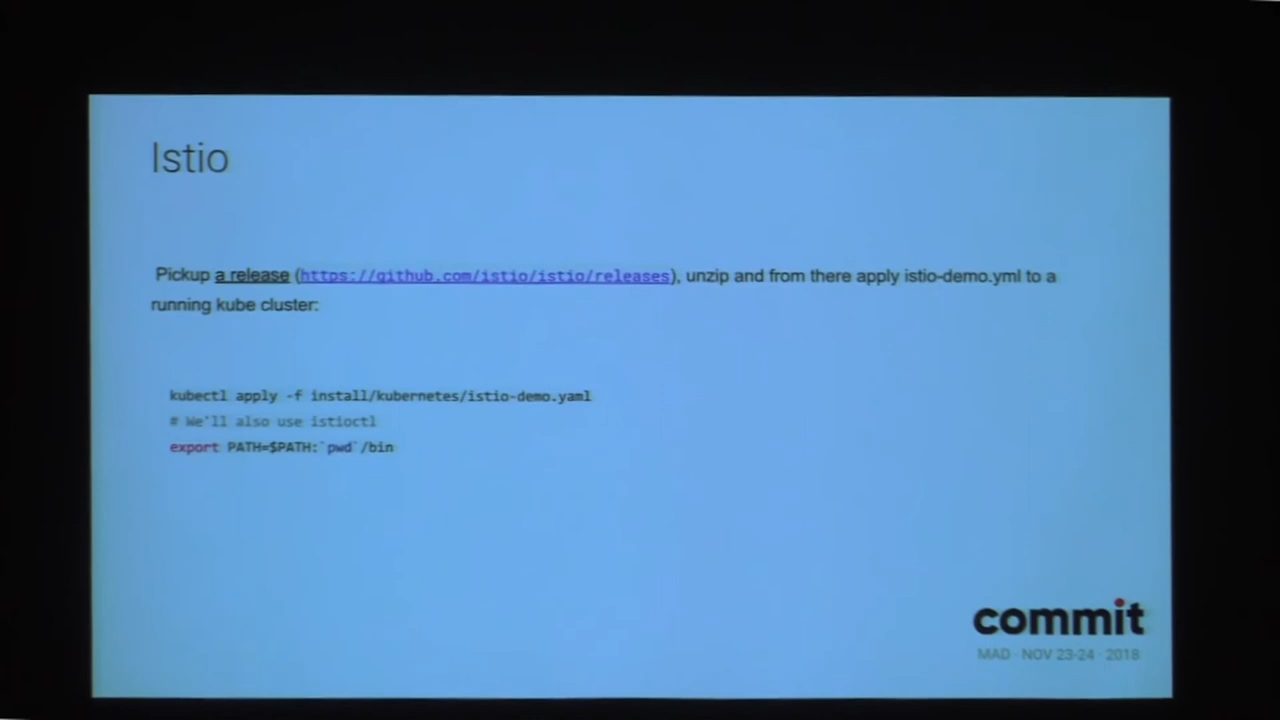 Istio
Pickup a release (https://github.com/istio/istio/releases), unzip and from there apply istio-demo.yml to a
running kube cluster:
kubectl apply -f install/kubernetes/istio-demo.yaml
# We'll also use istioctl
export PATH=$PATH:`pwd`/bin
commit
MAD · NOV 23-24 · 2018